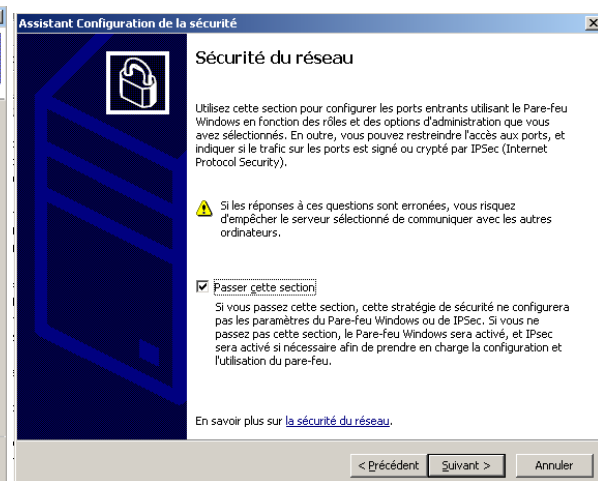 Assistant Configuration de la sécurité
Sécurité du réseau
Utilisez cette section pour configurer les ports entrants utilisant le Pare-feu
Windows en fonction des rôles et des options d'administration que vous
avez sélectionnés. En outre, vous pouvez restreindre l'accès aux ports, et
indiquer si le trafic sur les ports est signé ou crypté par IPSec (Internet
Protocol Security).
Si les réponses à ces questions sont erronées, vous risquez
d'empêcher le serveur sélectionné de communiquer avec les autres
ordinateurs.
Passer cette section
Si vous passez cette section, cette stratégie de sécurité ne configurera
pas les paramètres du Pare-feu Windows ou de IPSec. Si vous ne
passez pas cette section, le Pare-feu Windows sera activé, et IPsec
sera activé si nécessaire afin de prendre en charge la configuration et
l'utilisation du pare-feu.
En savoir plus sur la sécurité du réseau.
< Précédent Suivant > Annuler